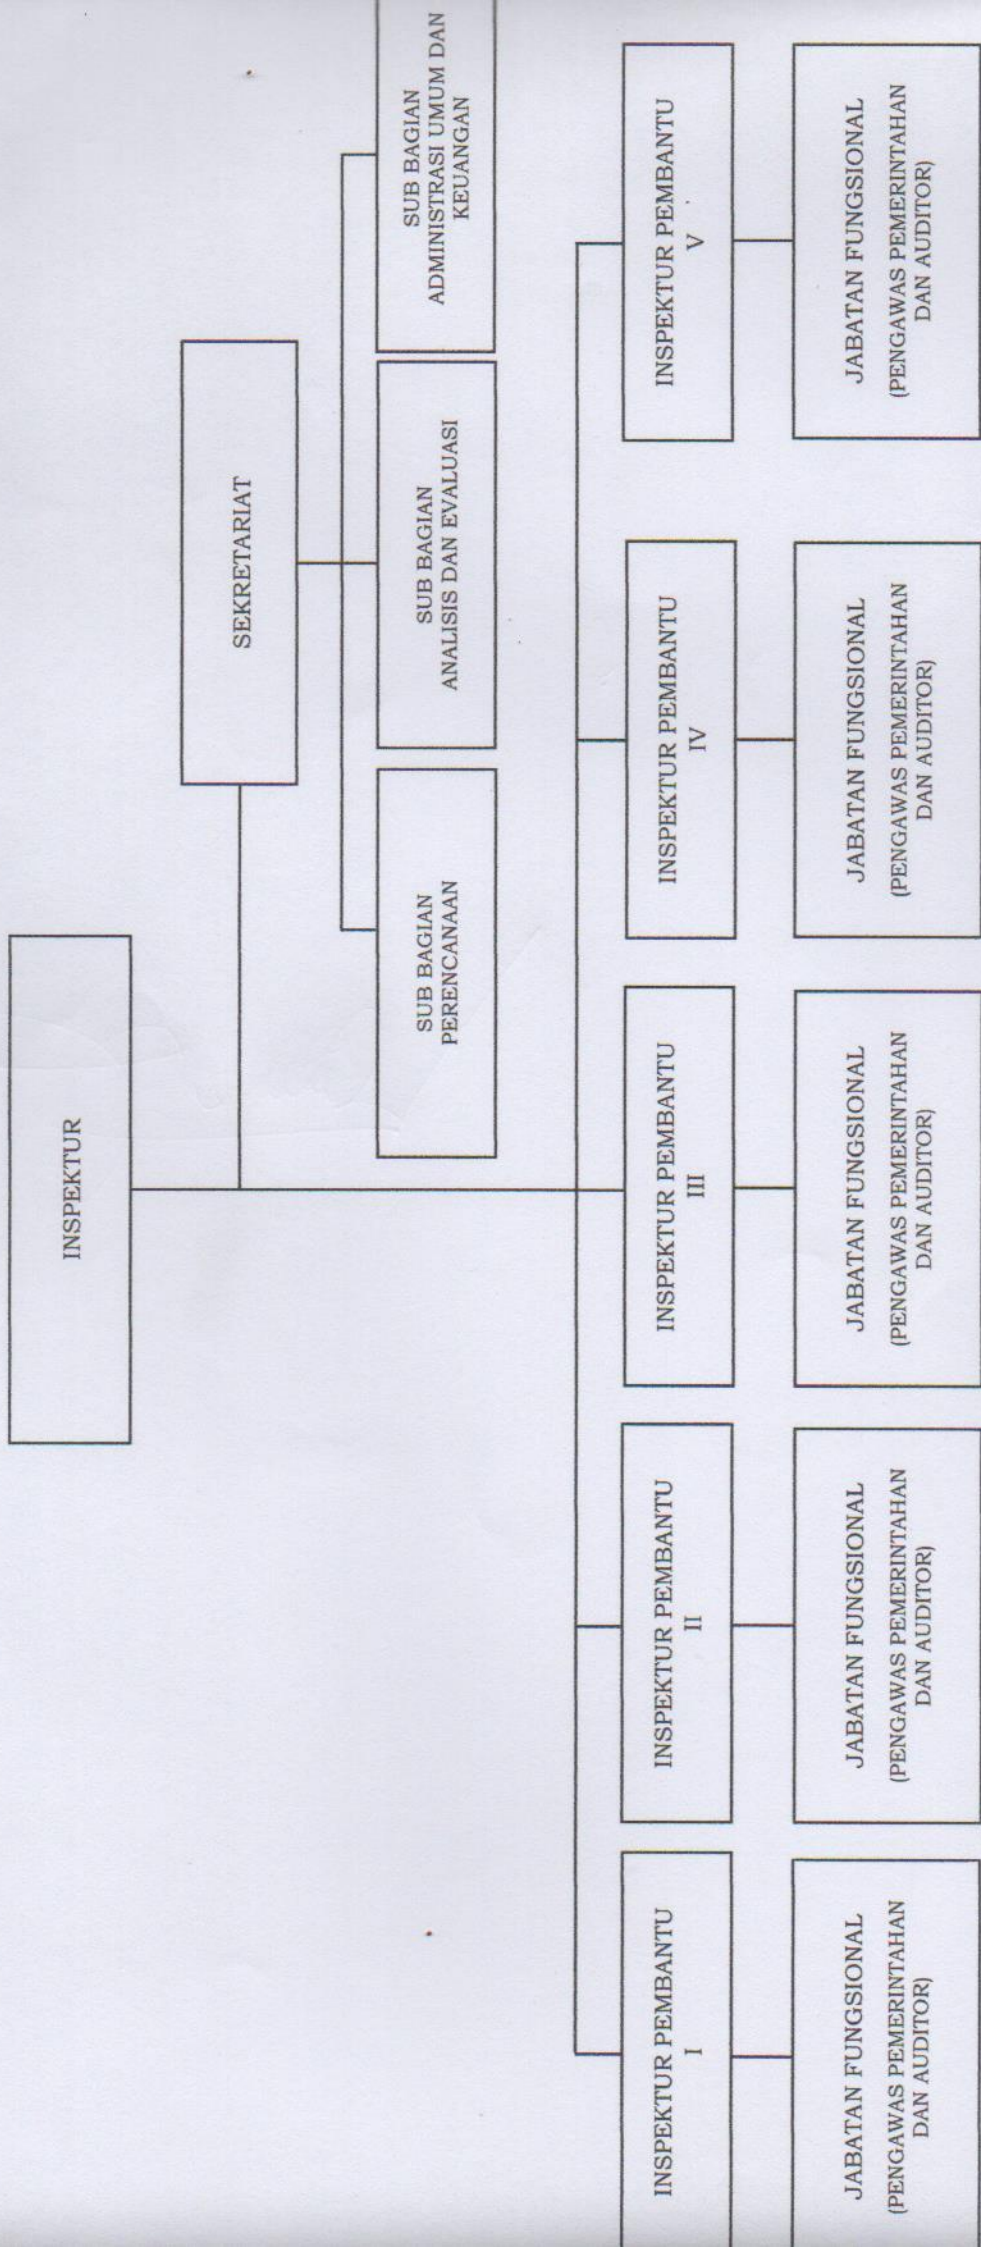 INSPEKTUR
SEKRETARIAT
SUB BAGIAN
PERENCANAAN
SUB BAGIAN
ANALISIS DAN EVALUASI
SUB BAGIAN
ADMINISTRASI UMUM DAN
KEUANGAN
INSPEKTUR PEMBANTU
I
INSPEKTUR PEMBANTU
II
INSPEKTUR PEMBANTU
III
INSPEKTUR PEMBANTU
IV
INSPEKTUR PEMBANTU
V
JABATAN FUNGSIONAL
(PENGAWAS PEMERINTAHAN
DAN AUDITOR)
JABATAN FUNGSIONAL
(PENGAWAS PEMERINTAHAN
DAN AUDITOR)
JABATAN FUNGSIONAL
(PENGAWAS PEMERINTAHAN
DAN AUDITOR)
JABATAN FUNGSIONAL
(PENGAWAS PEMERINTAHAN
DAN AUDITOR)
JABATAN FUNGSIONAL
(PENGAWAS PEMERINTAHAN
DAN AUDITOR)